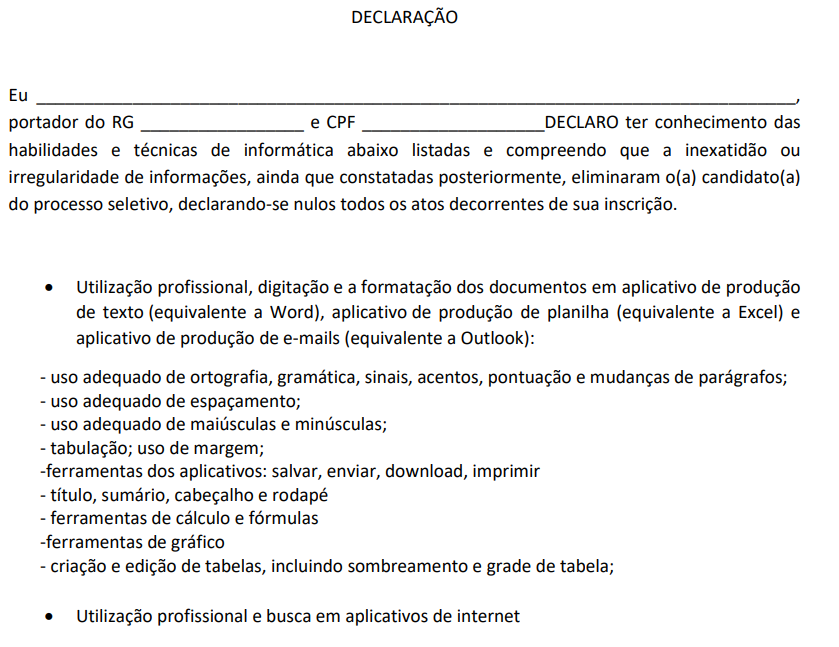 DECLARAÇÃO
Eu ________________________________________________________________________________,
portador do RG _________________ e CPF ___________________DECLARO ter conhecimento das
habilidades e técnicas de informática abaixo listadas e compreendo que a inexatidão ou
irregularidade de informações, ainda que constatadas posteriormente, eliminaram o(a) candidato(a)
do processo seletivo, declarando-se nulos todos os atos decorrentes de sua inscrição.
• Utilização profissional, digitação e a formatação dos documentos em aplicativo de produção
de texto (equivalente a Word), aplicativo de produção de planilha (equivalente a Excel) e
aplicativo de produção de e-mails (equivalente a Outlook):
- uso adequado de ortografia, gramática, sinais, acentos, pontuação e mudanças de parágrafos;
- uso adequado de espaçamento;
- uso adequado de maiúsculas e minúsculas;
- tabulação; uso de margem;
-ferramentas dos aplicativos: salvar, enviar, download, imprimir
- título, sumário, cabeçalho e rodapé
- ferramentas de cálculo e fórmulas
-ferramentas de gráfico
- criação e edição de tabelas, incluindo sombreamento e grade de tabela;
• Utilização profissional e busca em aplicativos de internet